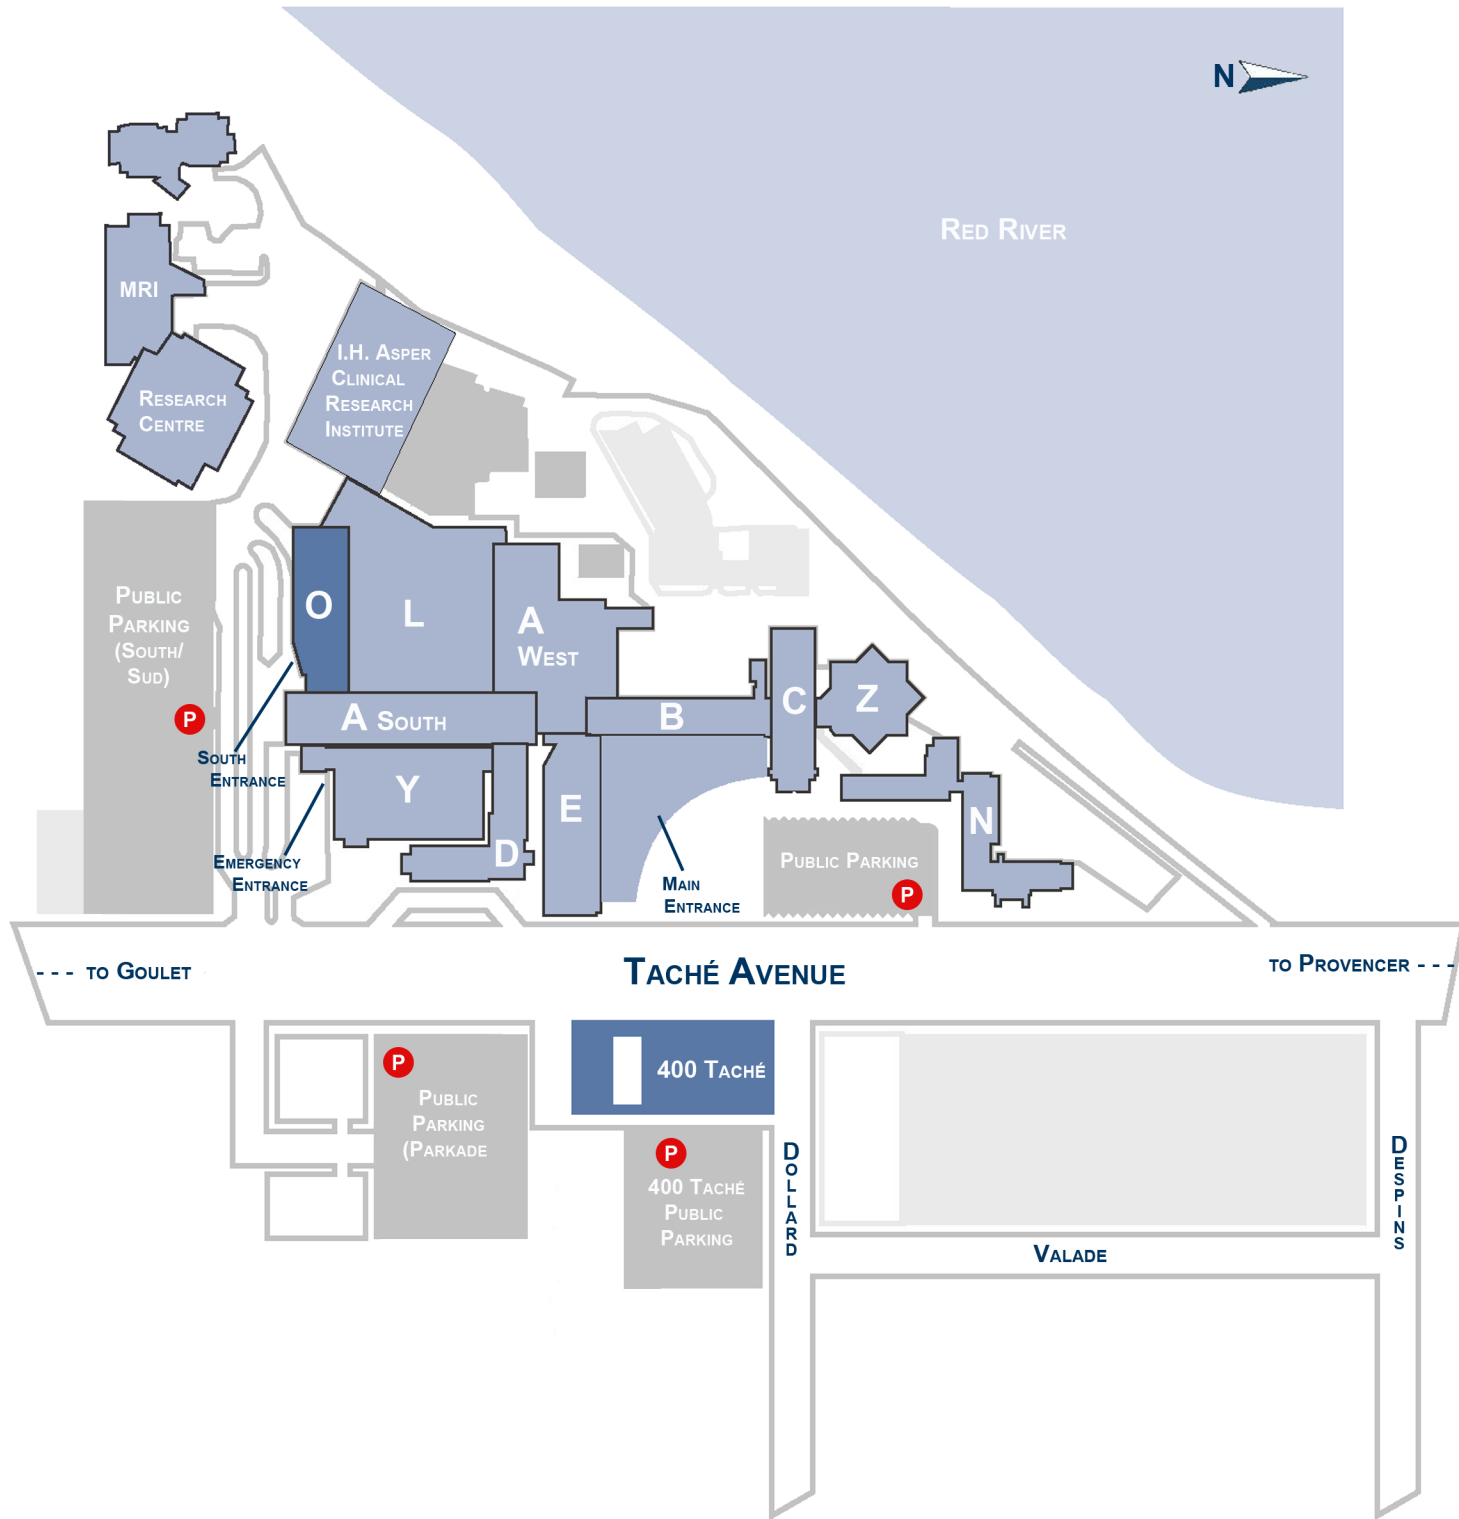 N
Red River
MRI
I.H. Asper
Clinical
Research
Institute
Research
Centre
Public
Parking
(South/
Sud)
P
O
L
A
West
A South
B
C
Z
South
Entrance
Y
E
N
D
Emergency
Entrance
Main
Entrance
Public Parking
P
- - - to Goulet
Taché Avenue
to Provencer - - -
P
Public
Parking
(Parkade
400 Taché
P
400 Taché
Public
Parking
Dollard
Despins
Valade